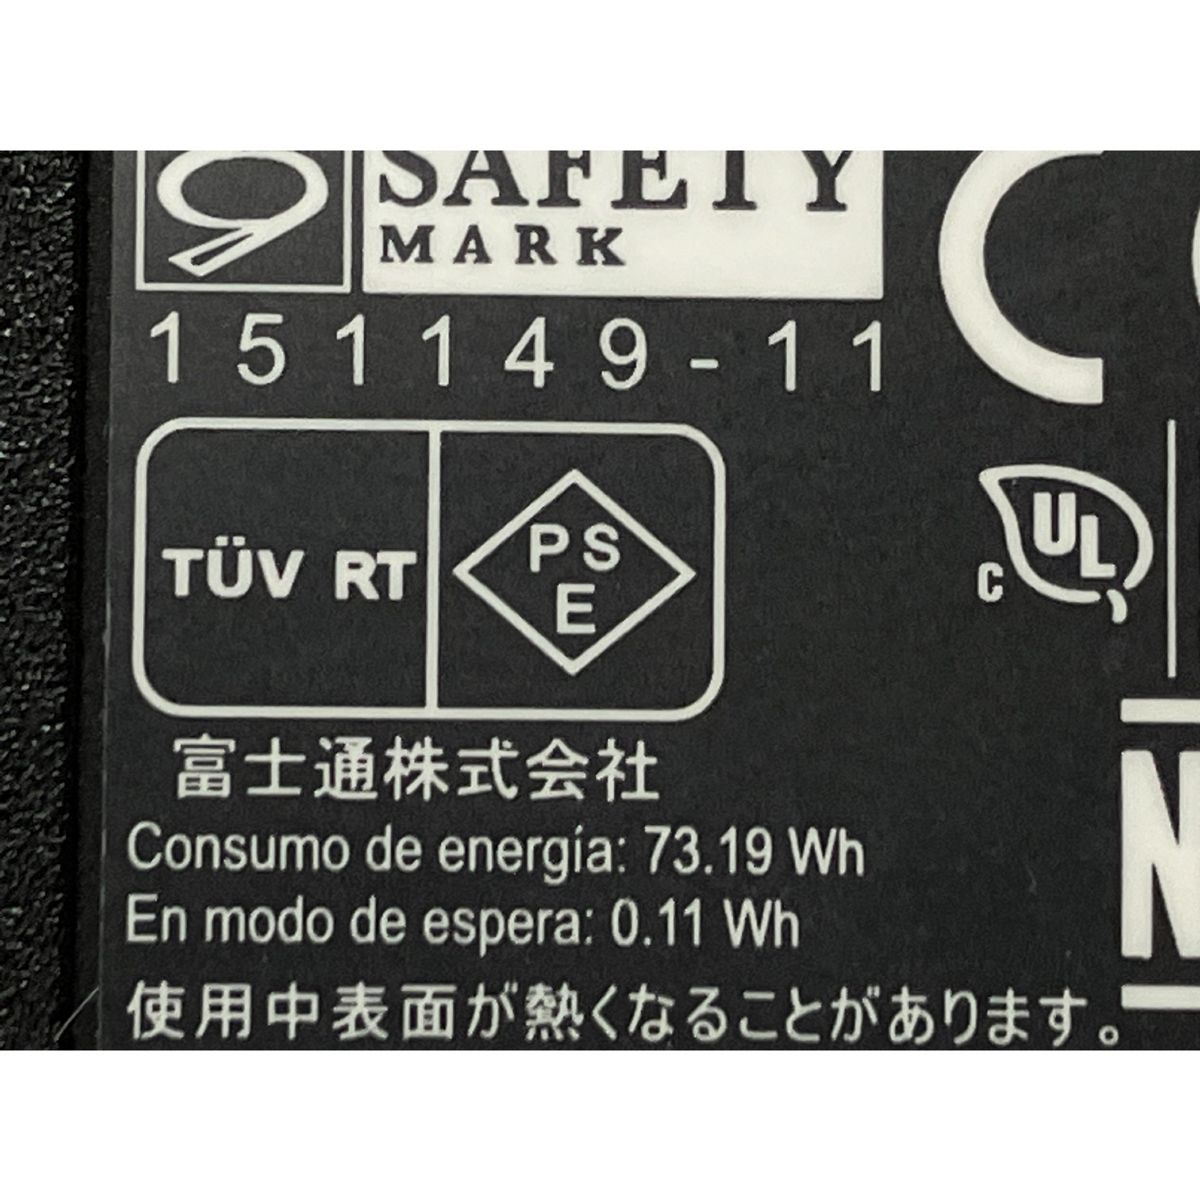 SAFETY
MARK
151149-11
TÜV RT
PS
E
C UL
富士通株式会社
Consumo de energía: 73.19 Wh
En modo de espera: 0.11 Wh
使用中表面が熱くなることがあります。